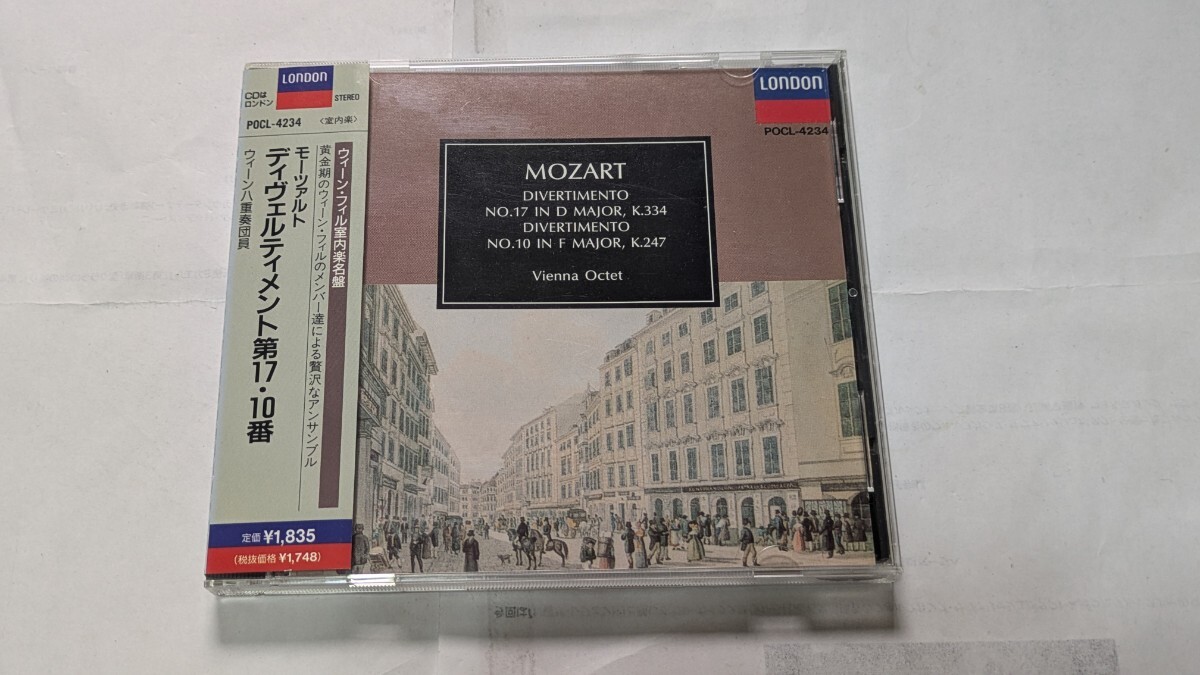 LONDON
CDは
ロンドン
STEREO
POCL-4234
〈室内楽〉
ウィーン・フィル室内楽名盤
黄金期のウィーン・フィルのメンバー達による贅沢なアンサンブル
モーツァルト
ディヴェルティメント第17・10番
ウィーン八重奏団員
定価¥1,835
(税抜価格¥1,748)
LONDON
POCL-4234
MOZART
DIVERTIMENTO
NO.17 IN D MAJOR, K.334
DIVERTIMENTO
NO.10 IN F MAJOR, K.247
Vienna Octet